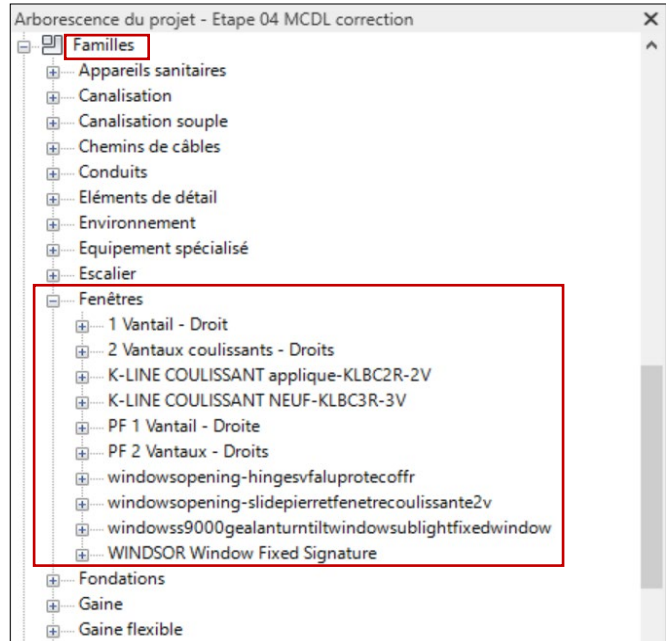 Arborescence du projet - Etape 04 MCDL correction
Familles
Appareils sanitaires
Canalisation
Canalisation souple
Chemins de câbles
Conduits
Eléments de détail
Environnement
Equipement spécialisé
Escalier
Fenêtres
1 Vantail - Droit
2 Vantaux coulissants - Droits
K-LINE COULISSANT applique-KLBC2R-2V
K-LINE COULISSANT NEUF-KLBC3R-3V
PF 1 Vantail - Droite
PF 2 Vantaux - Droits
windowsopening-hingesvfaluprotecoffr
windowsopening-slidepierretfenetrecoulissante2v
windowss9000gealanturntiltwindowsublightfixedwindow
WINDSOR Window Fixed Signature
Fondations
Gaine
Gaine flexible